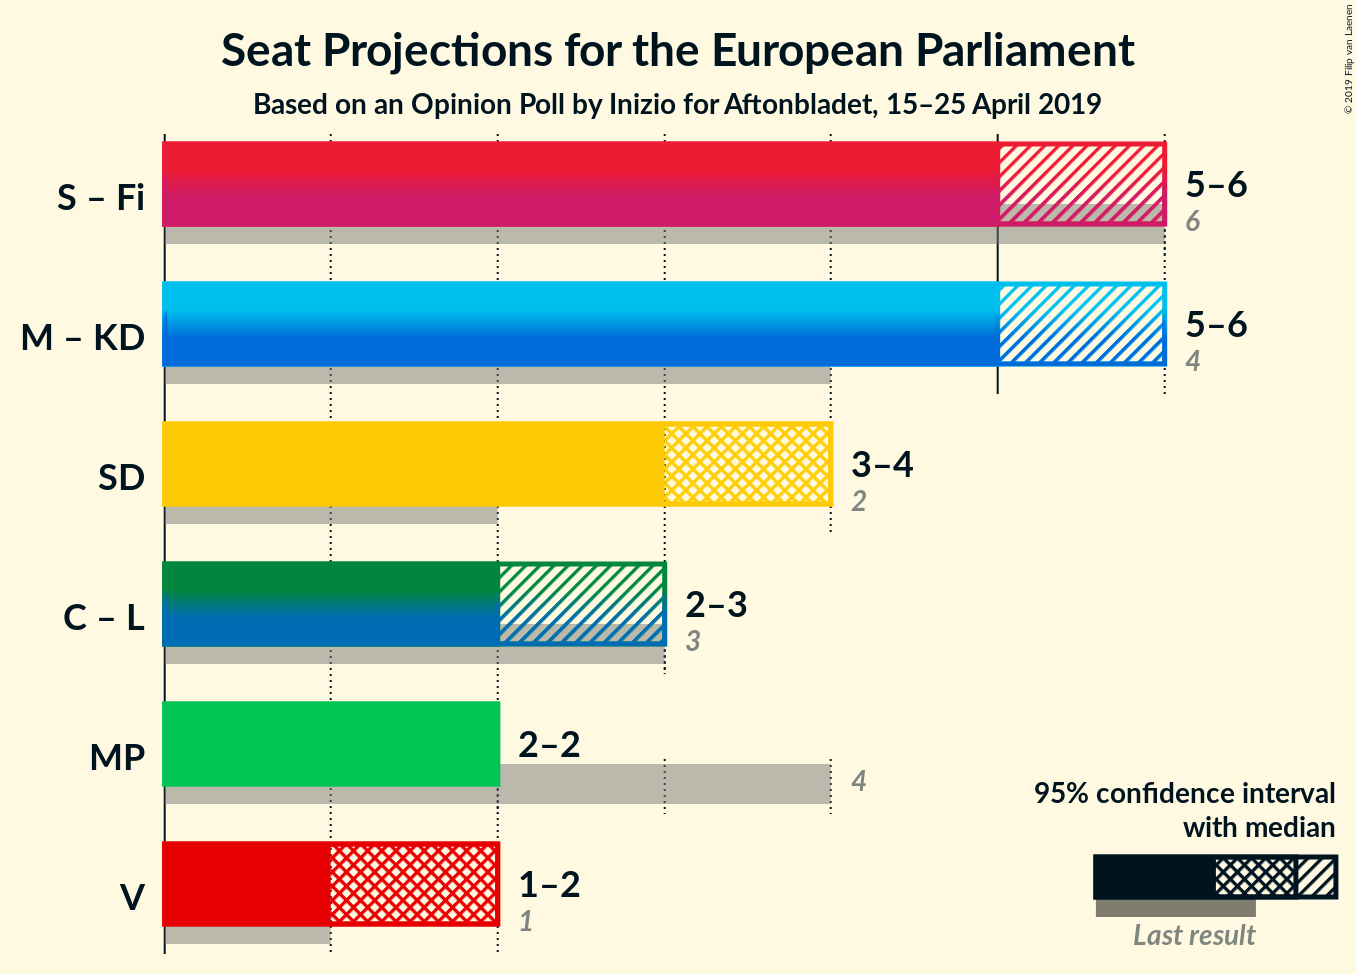 Seat Projections for the European Parliament
Based on an Opinion Poll by Inizio for Aftonbladet, 15–25 April 2019
© 2019 Filip van Laenen
S – Fi
5–6
6
M – KD
5–6
4
SD
3–4
2
C – L
2–3
3
MP
2–2
4
V
1–2
1
95% confidence interval
with median
Last result